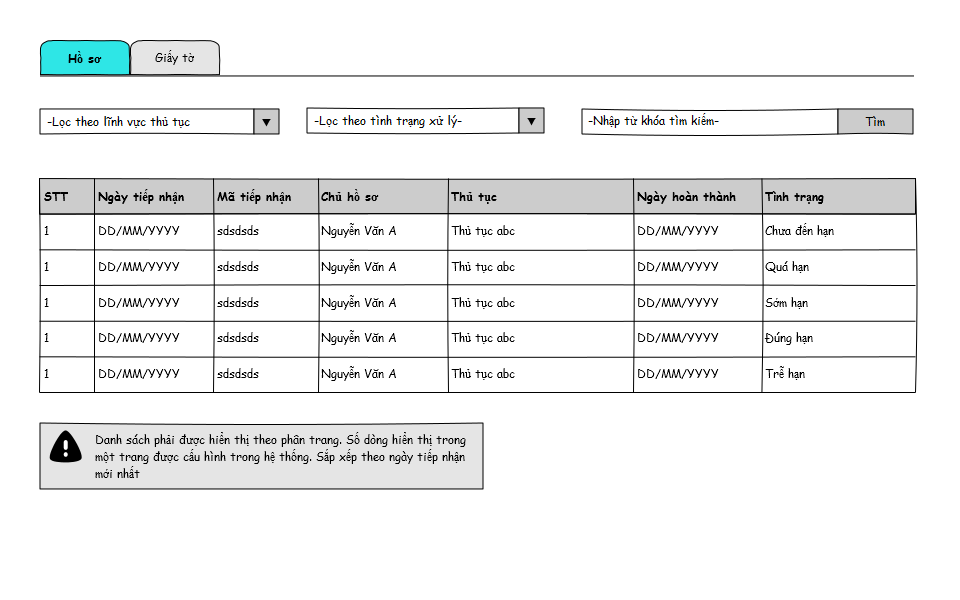 Hồ sơ
Giấy tờ
-Lọc theo lĩnh vực thủ tục
-Lọc theo tình trạng xử lý-
-Nhập từ khóa tìm kiếm-
Tìm
STT Ngày tiếp nhận Mã tiếp nhận Chủ hồ sơ Thủ tục Ngày hoàn thành Tình trạng
1 DD/MM/YYYY sdsdsds Nguyễn Văn A Thủ tục abc DD/MM/YYYY Chưa đến hạn
1 DD/MM/YYYY sdsdsds Nguyễn Văn A Thủ tục abc DD/MM/YYYY Quá hạn
1 DD/MM/YYYY sdsdsds Nguyễn Văn A Thủ tục abc DD/MM/YYYY Sớm hạn
1 DD/MM/YYYY sdsdsds Nguyễn Văn A Thủ tục abc DD/MM/YYYY Đúng hạn
1 DD/MM/YYYY sdsdsds Nguyễn Văn A Thủ tục abc DD/MM/YYYY Trễ hạn
Danh sách phải được hiển thị theo phân trang. Số dòng hiển thị trong
một trang được cấu hình trong hệ thống. Sắp xếp theo ngày tiếp nhận
mới nhất